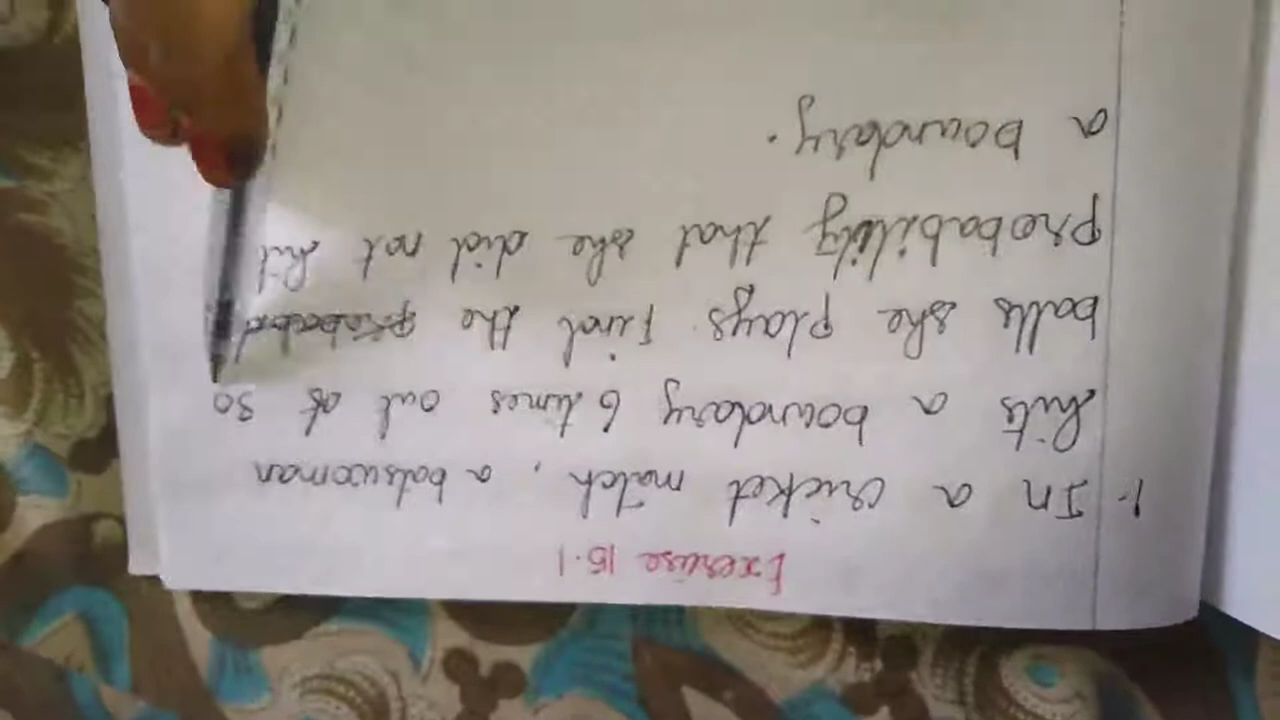 Exercise 15.1
1. In a cricket match, a batswoman
hits a boundary 6 times out of 30
balls she plays. Find the
probability that she did not hit
a boundary.